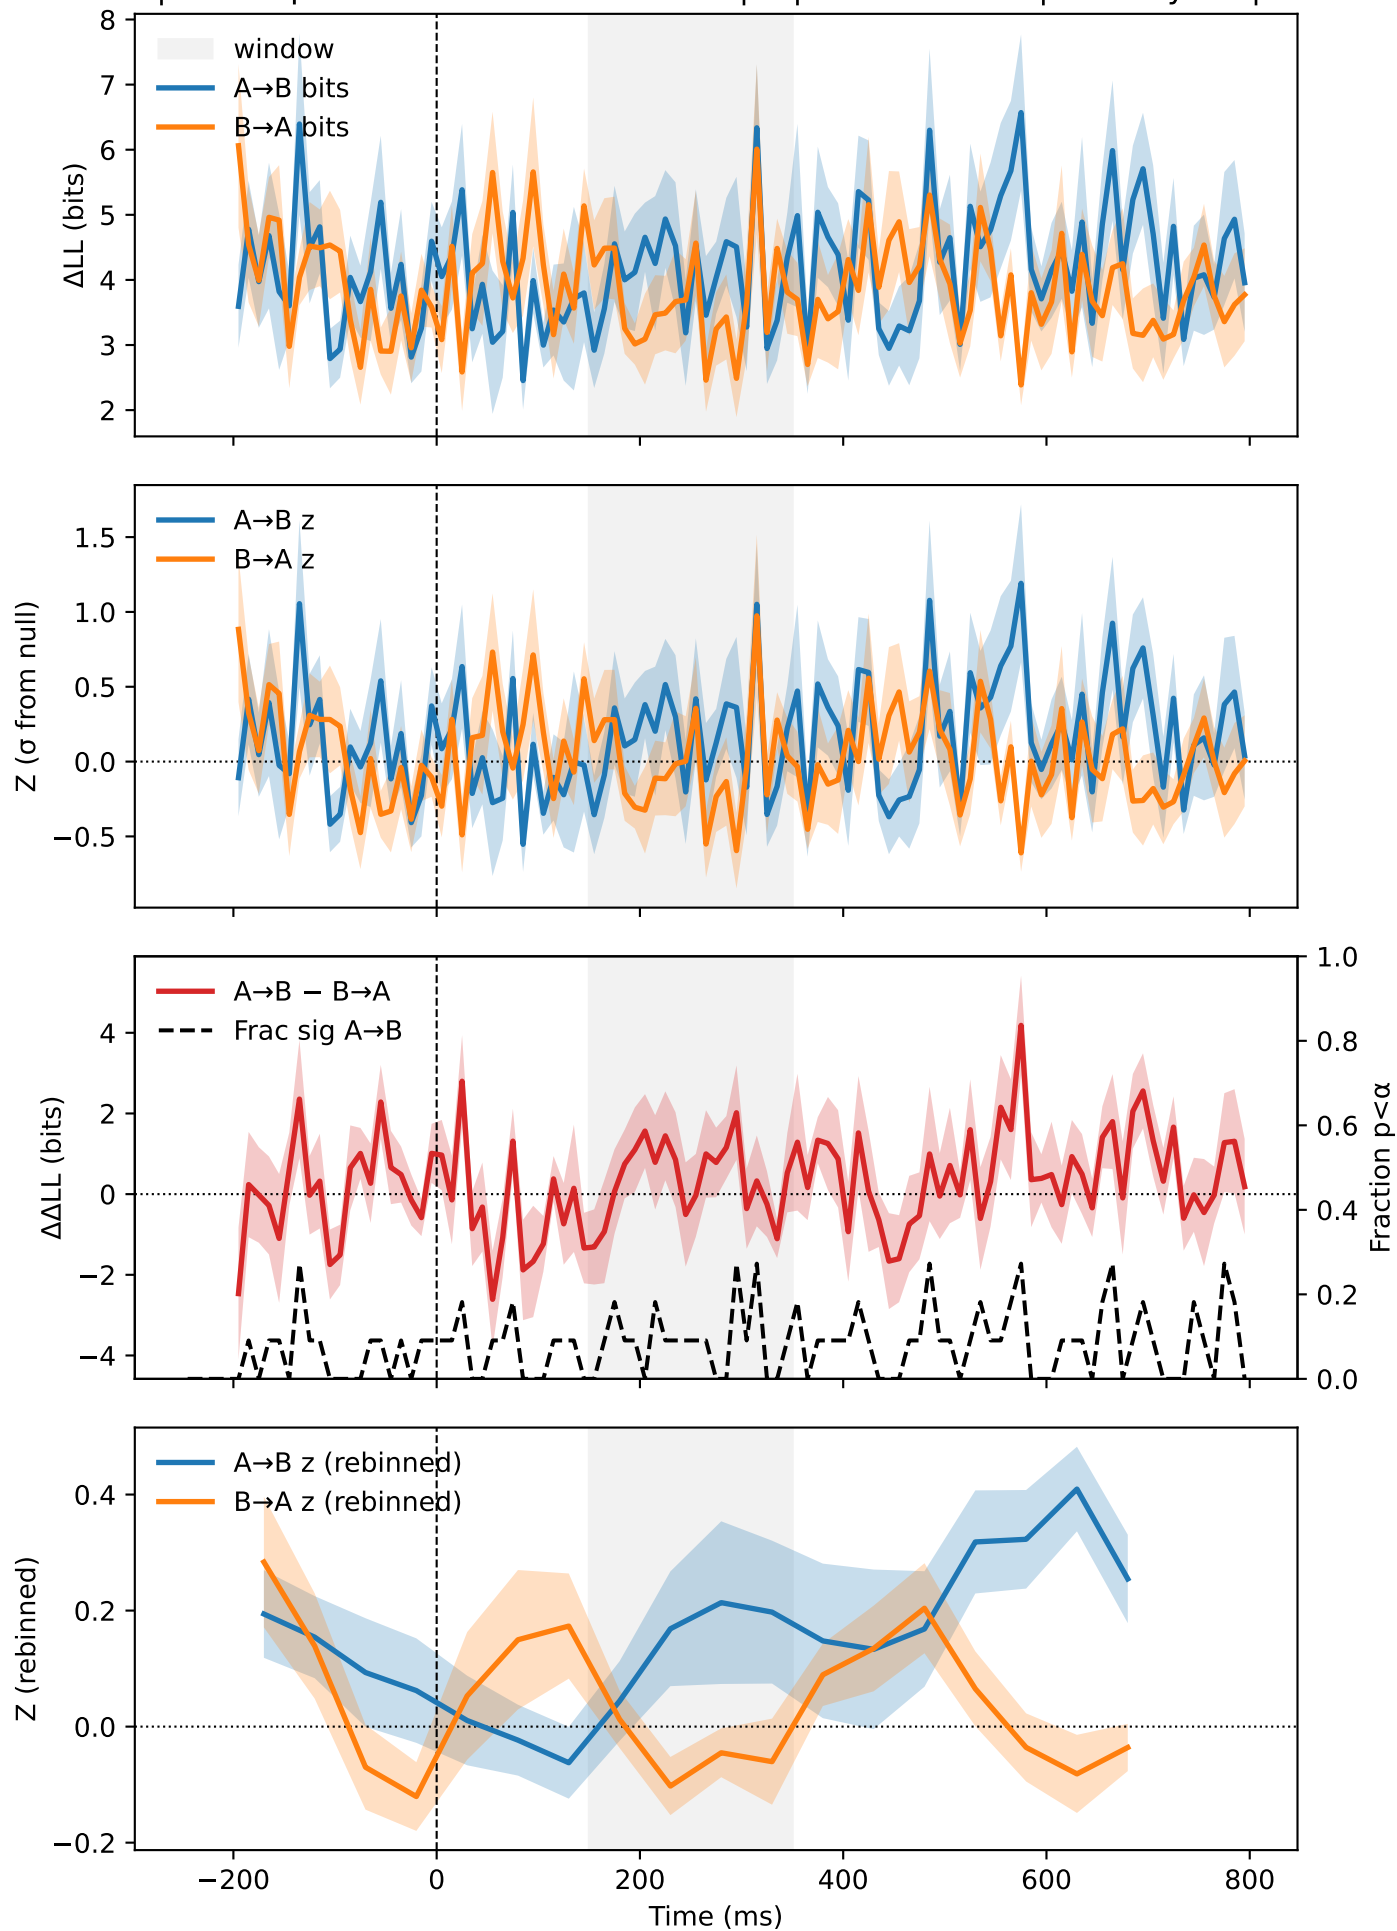 8
7
6
5
4
3
2
ΔLL (bits)
window
A→B bits
B→A bits
1.5
1.0
0.5
0.0
−0.5
Z (σ from null)
A→B z
B→A z
4
2
0
−2
−4
ΔΔLL (bits)
A→B − B→A
Frac sig A→B
1.0
0.8
0.6
0.4
0.2
0.0
Fraction p<α
0.4
0.2
0.0
−0.2
Z (rebinned)
A→B z (rebinned)
B→A z (rebinned)
−200 0 200 400 600 800
Time (ms)